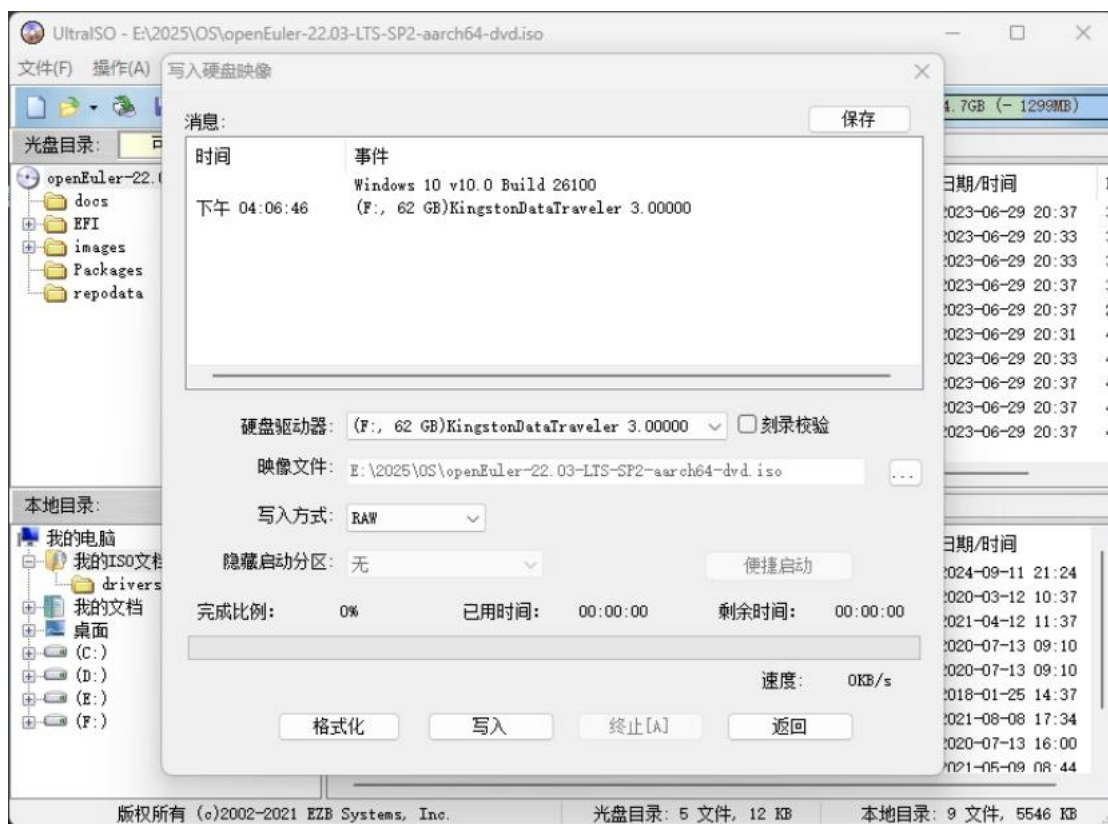 UltraISO - E:\2025\OS\openEuler-22.03-LTS-SP2-aarch64-dvd.iso
文件(F) 操作(A)
写入硬盘映像
4.7GB (- 1299MB)
光盘目录: 可
openEuler-22.0
docs
EFI
images
Packages
repodata
消息:
保存
时间 事件
Windows 10 v10.0 Build 26100
下午 04:06:46 (F:, 62 GB)KingstonDataTraveler 3.00000
硬盘驱动器: (F:, 62 GB)KingstonDataTraveler 3.00000 刻录校验
映像文件: E:\2025\OS\openEuler-22.03-LTS-SP2-aarch64-dvd.iso ...
写入方式: RAW
隐藏启动分区: 无 便捷启动
完成比例: 0% 已用时间: 00:00:00 剩余时间: 00:00:00
速度: 0KB/s
格式化 写入 终止[A] 返回
日期/时间
2023-06-29 20:37
2023-06-29 20:33
2023-06-29 20:33
2023-06-29 20:37
2023-06-29 20:37
2023-06-29 20:31
2023-06-29 20:33
2023-06-29 20:37
2023-06-29 20:37
2023-06-29 20:37
本地目录:
我的电脑
我的ISO文档
drivers
我的文档
桌面
(C:)
(D:)
(E:)
(F:)
日期/时间
2024-09-11 21:24
2020-03-12 10:37
2021-04-12 11:37
2020-07-13 09:10
2020-07-13 09:10
2018-01-25 14:37
2021-08-08 17:34
2020-07-13 16:00
2021-05-09 08:44
版权所有 (c)2002-2021 EZB Systems, Inc. 光盘目录: 5 文件, 12 KB 本地目录: 9 文件, 5546 KB